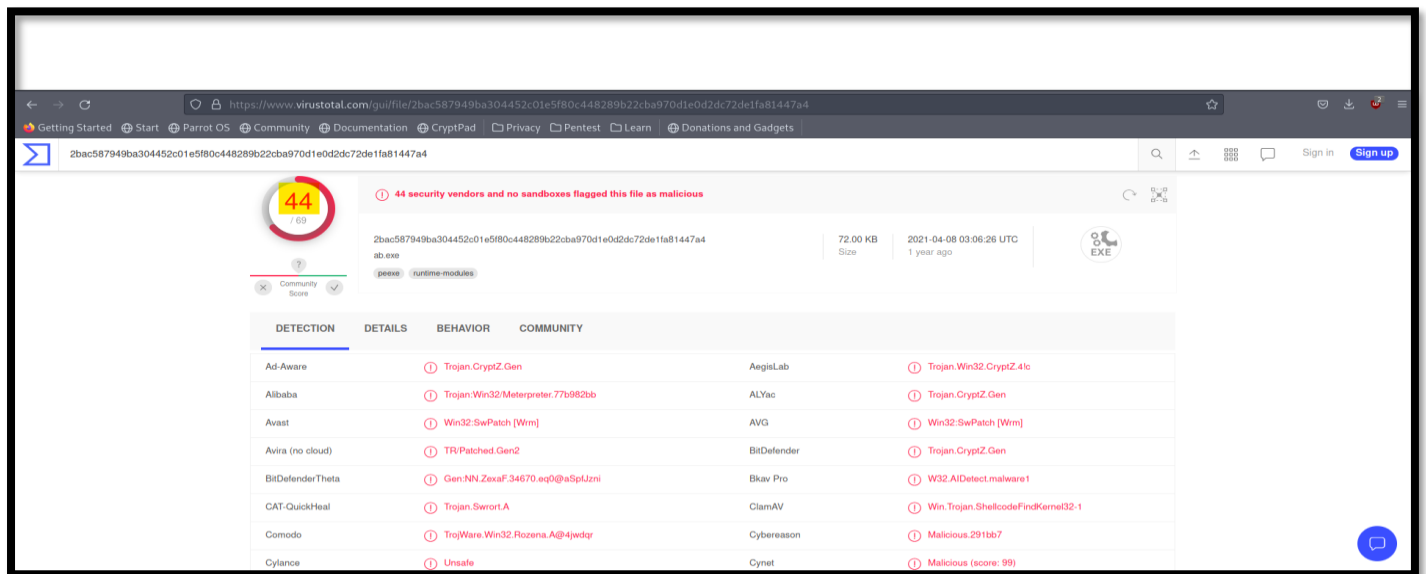 https://www.virustotal.com/gui/file/2bac587949ba304452c01e5f80c448289b22cba970d1e0d2dc72de1fa81447a4
Getting Started Start Parrot OS Community Documentation CryptPad Privacy Pentest Learn Donations and Gadgets
2bac587949ba304452c01e5f80c448289b22cba970d1e0d2dc72de1fa81447a4 Sign in Sign up
44
/ 69
44 security vendors and no sandboxes flagged this file as malicious
2bac587949ba304452c01e5f80c448289b22cba970d1e0d2dc72de1fa81447a4
ab.exe
peexe runtime-modules
72.00 KB
Size
2021-04-08 03:06:26 UTC
1 year ago
EXE
?
Community
Score
DETECTION DETAILS BEHAVIOR COMMUNITY
Ad-Aware Trojan.CryptZ.Gen AegisLab Trojan.Win32.CryptZ.4!c
Alibaba Trojan:Win32/Meterpreter.77b982bb ALYac Trojan.CryptZ.Gen
Avast Win32:SwPatch [Wrm] AVG Win32:SwPatch [Wrm]
Avira (no cloud) TR/Patched.Gen2 BitDefender Trojan.CryptZ.Gen
BitDefenderTheta Gen:NN.ZexaF.34670.eq0@aSpfJzni Bkav Pro W32.AIDetect.malware1
CAT-QuickHeal Trojan.Swrort.A ClamAV Win.Trojan.ShellcodeFindKernel32-1
Comodo TrojWare.Win32.Rozena.A@4jwdqr Cybereason Malicious.291bb7
Cylance Unsafe Cynet Malicious (score: 99)